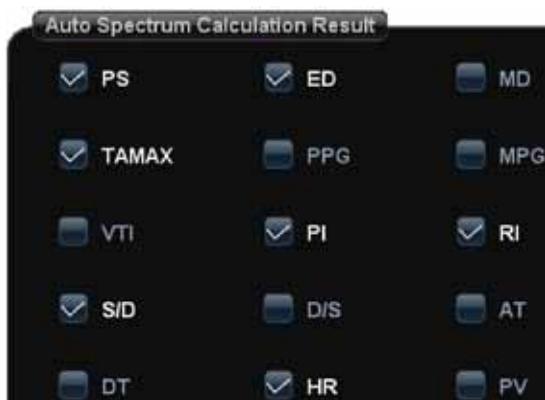 Auto Spectrum Calculation Result
PS ED MD
TAMAX PPG MPG
VTI PI RI
S/D D/S AT
DT HR PV